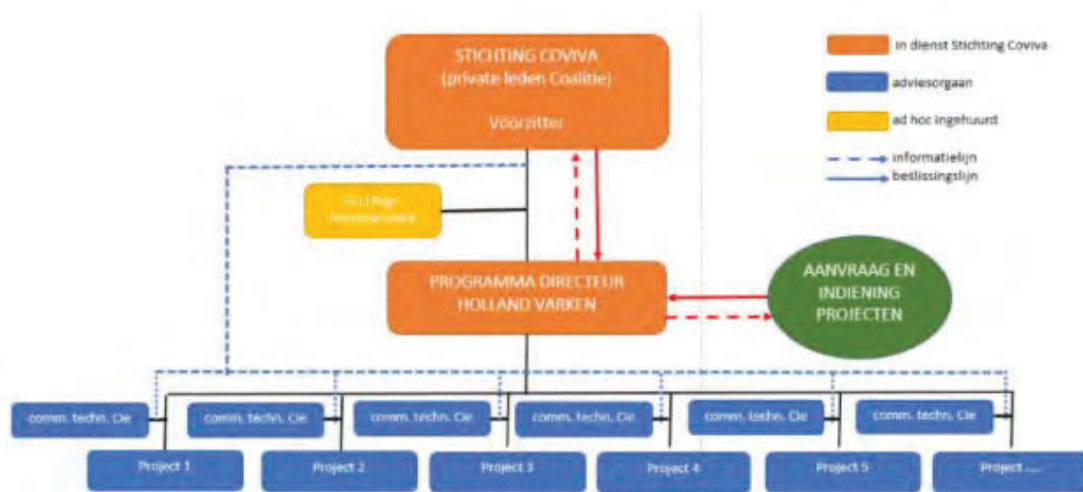 STICHTING COVIVA
(private leden Coalitie)
Voorzitter
in dienst Stichting Coviva
adviesorgaan
ad hoc ingehuurd
informatielijn
beslissingslijn
PROGRAMMA DIRECTEUR
HOLLAND VARKEN
AANVRAAG EN
INDIENING
PROJECTEN
comm. techn. Cie
comm. techn. Cie
comm. techn. Cie
comm. techn. Cie
comm. techn. Cie
comm. techn. Cie
Project 1
Project 2
Project 3
Project 4
Project 5
Project .....